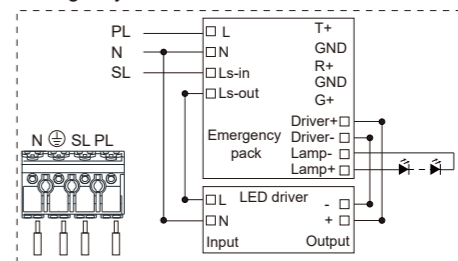 PL
N
SL
L
N
Ls-in
Ls-out
T+
GND
R+
GND
G+
Driver+
Driver-
Lamp-
Lamp+
Emergency
pack
N SL PL
L LED driver -
N +
Input Output